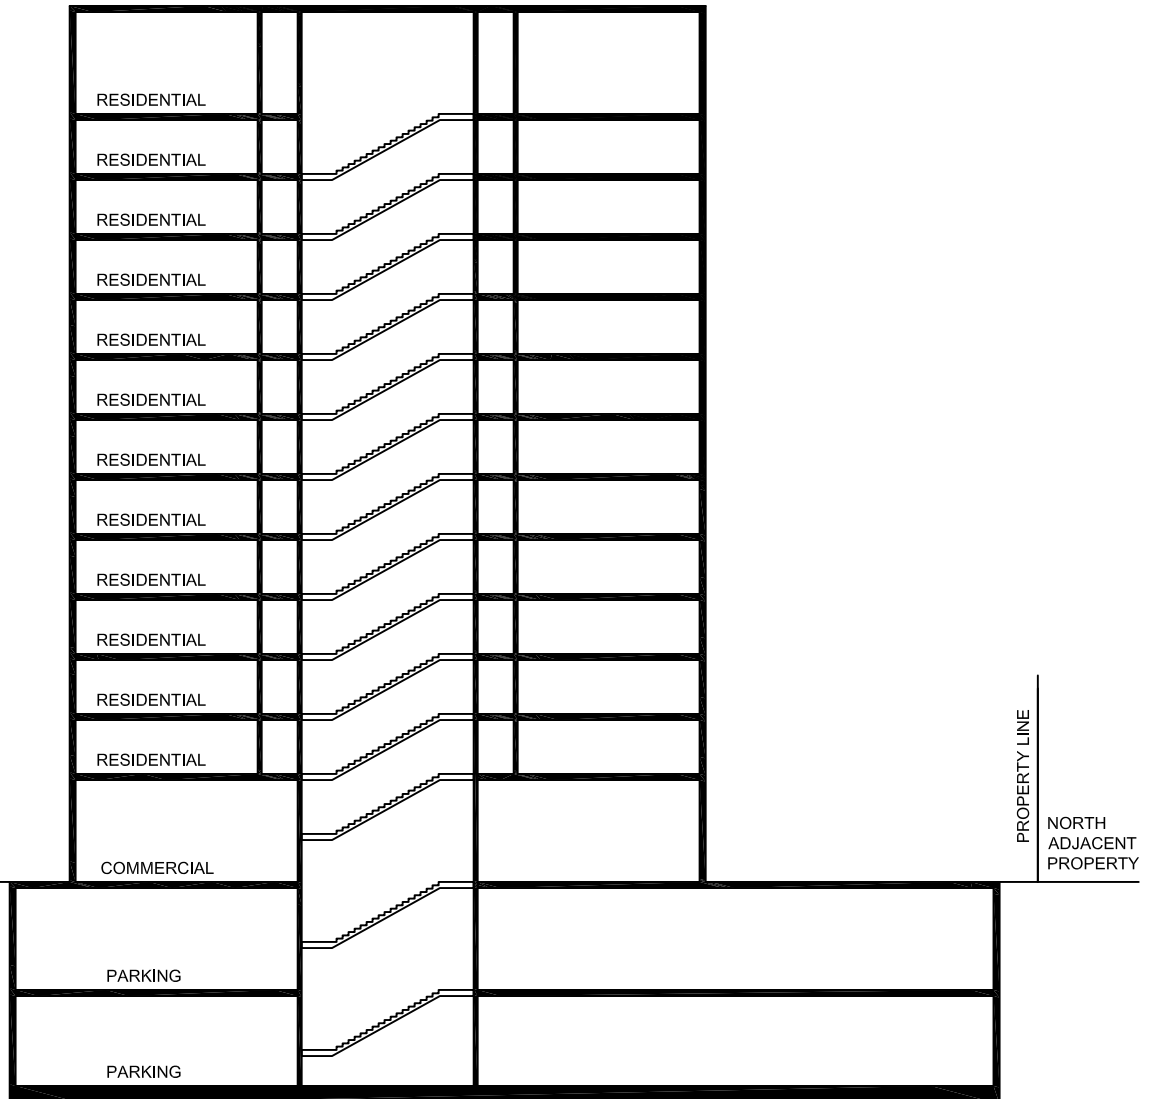 RESIDENTIAL
RESIDENTIAL
RESIDENTIAL
RESIDENTIAL
RESIDENTIAL
RESIDENTIAL
RESIDENTIAL
RESIDENTIAL
RESIDENTIAL
RESIDENTIAL
RESIDENTIAL
RESIDENTIAL
COMMERCIAL
PARKING
PARKING
PROPERTY LINE
NORTH
ADJACENT
PROPERTY